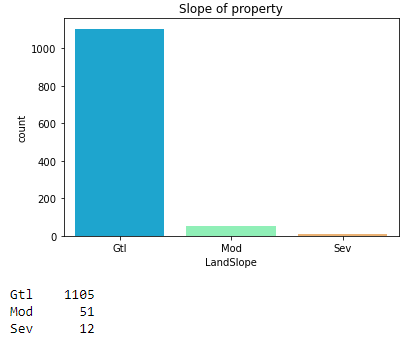 Slope of property
1000
800
600
400
200
0
count
Gtl Mod Sev
LandSlope
Gtl 1105
Mod 51
Sev 12